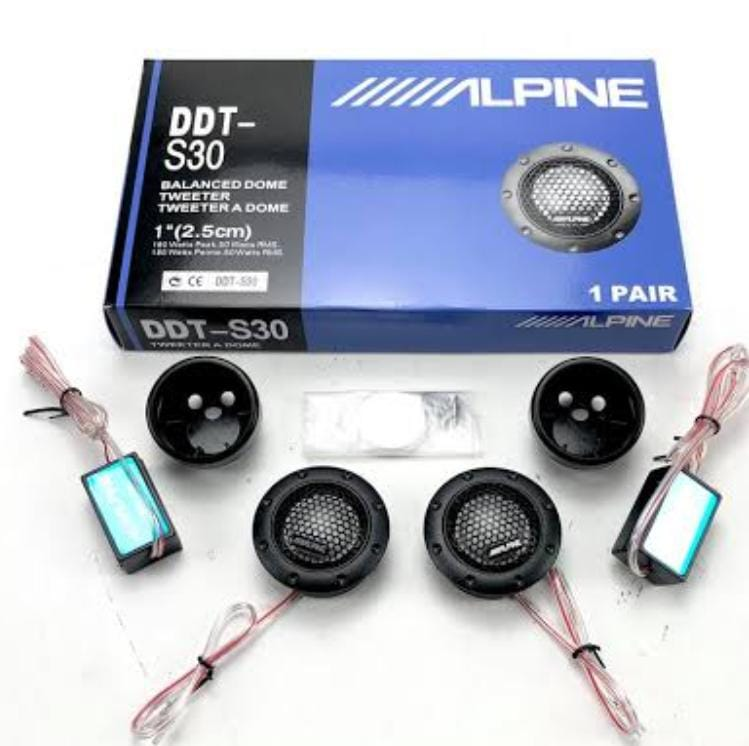 DDT-
S30
BALANCED DOME
TWEETER
TWEETER A DOME
1"(2.5cm)
CE DDT-S30
ALPINE
ALPINE
1 PAIR
DDT-S30
TWEETER A DOME
ALPINE
ALPINE